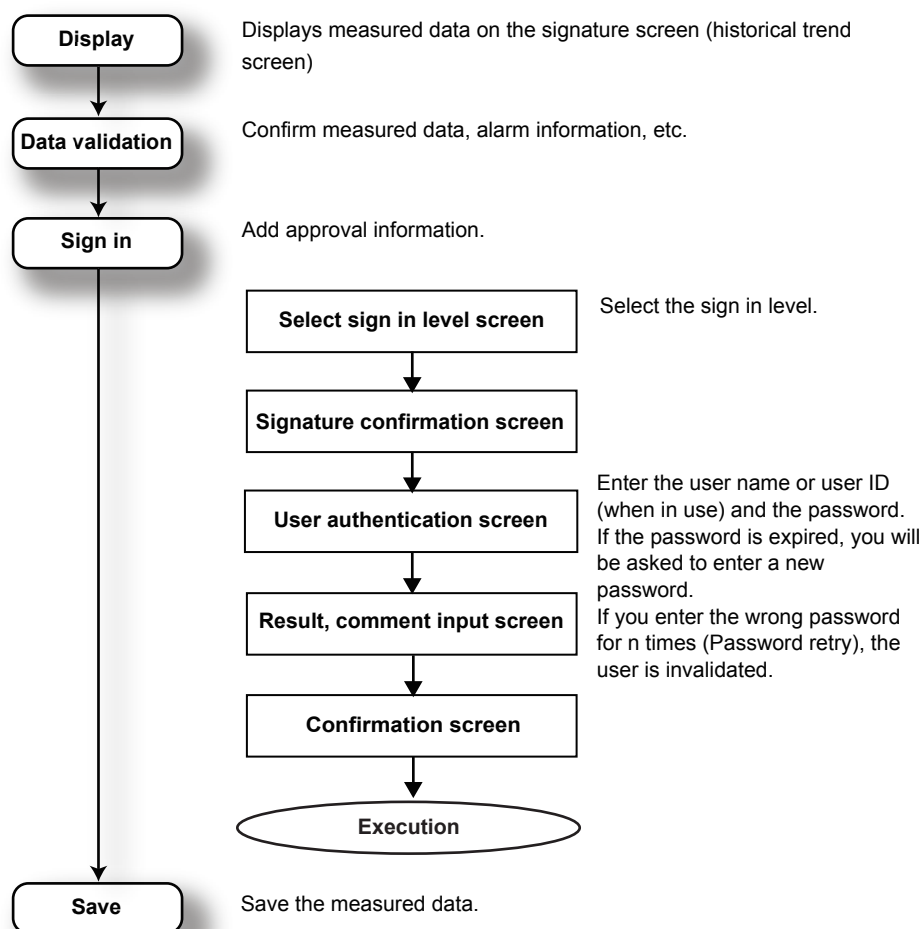 Display
Displays measured data on the signature screen (historical trend
screen)
Data validation
Confirm measured data, alarm information, etc.
Sign in
Add approval information.
Select sign in level screen
Select the sign in level.
Signature confirmation screen
User authentication screen
Enter the user name or user ID
(when in use) and the password.
If the password is expired, you will
be asked to enter a new
password.
If you enter the wrong password
for n times (Password retry), the
user is invalidated.
Result, comment input screen
Confirmation screen
Execution
Save
Save the measured data.